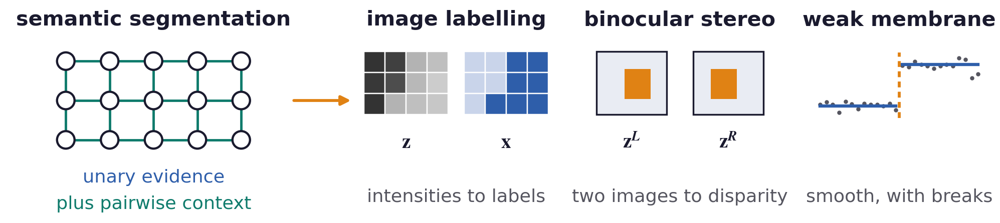 semantic segmentation
unary evidence
plus pairwise context
image labelling
z
x
intensities to labels
binocular stereo
z^L
z^R
two images to disparity
weak membrane
smooth, with breaks